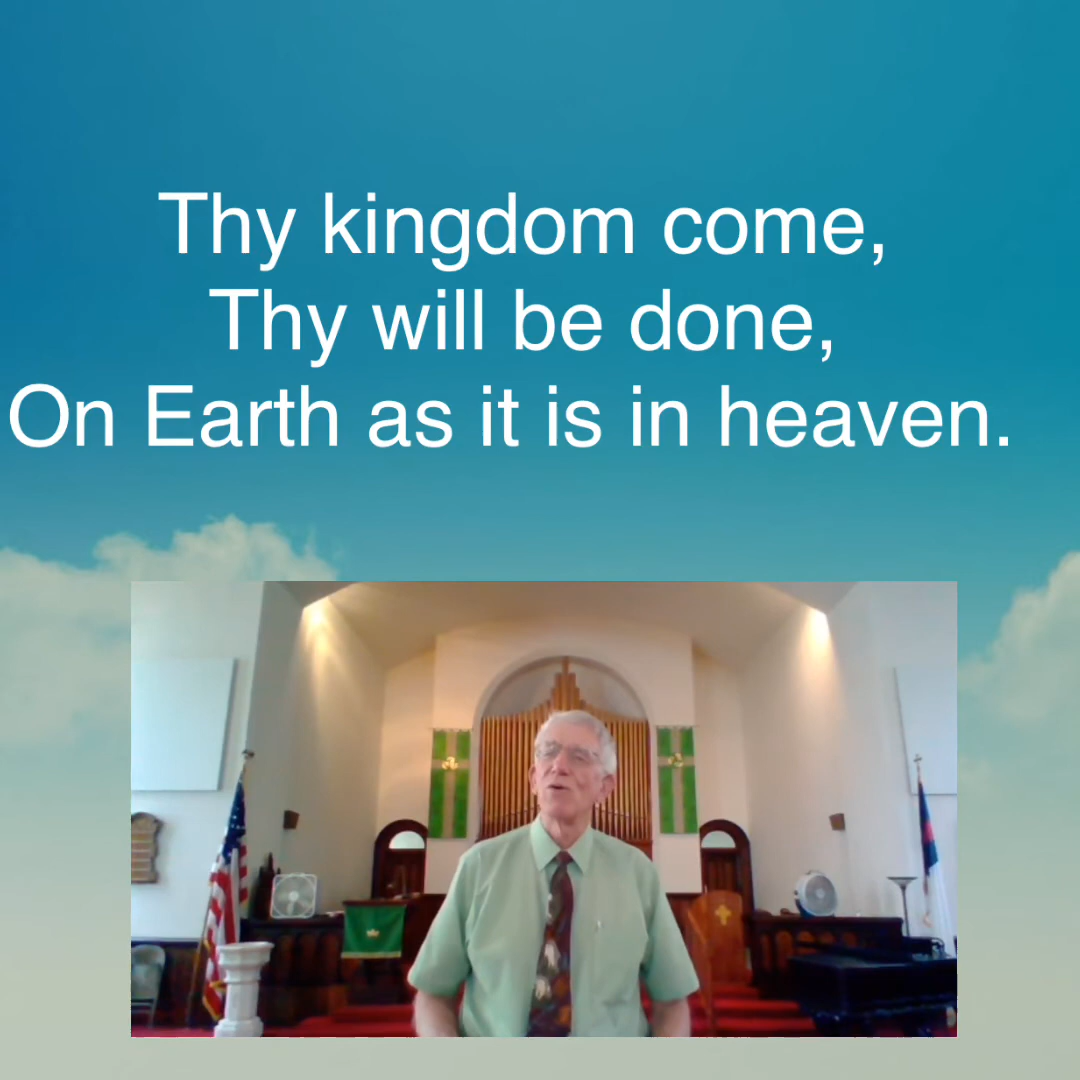 Thy kingdom come,
Thy will be done,
On Earth as it is in heaven.